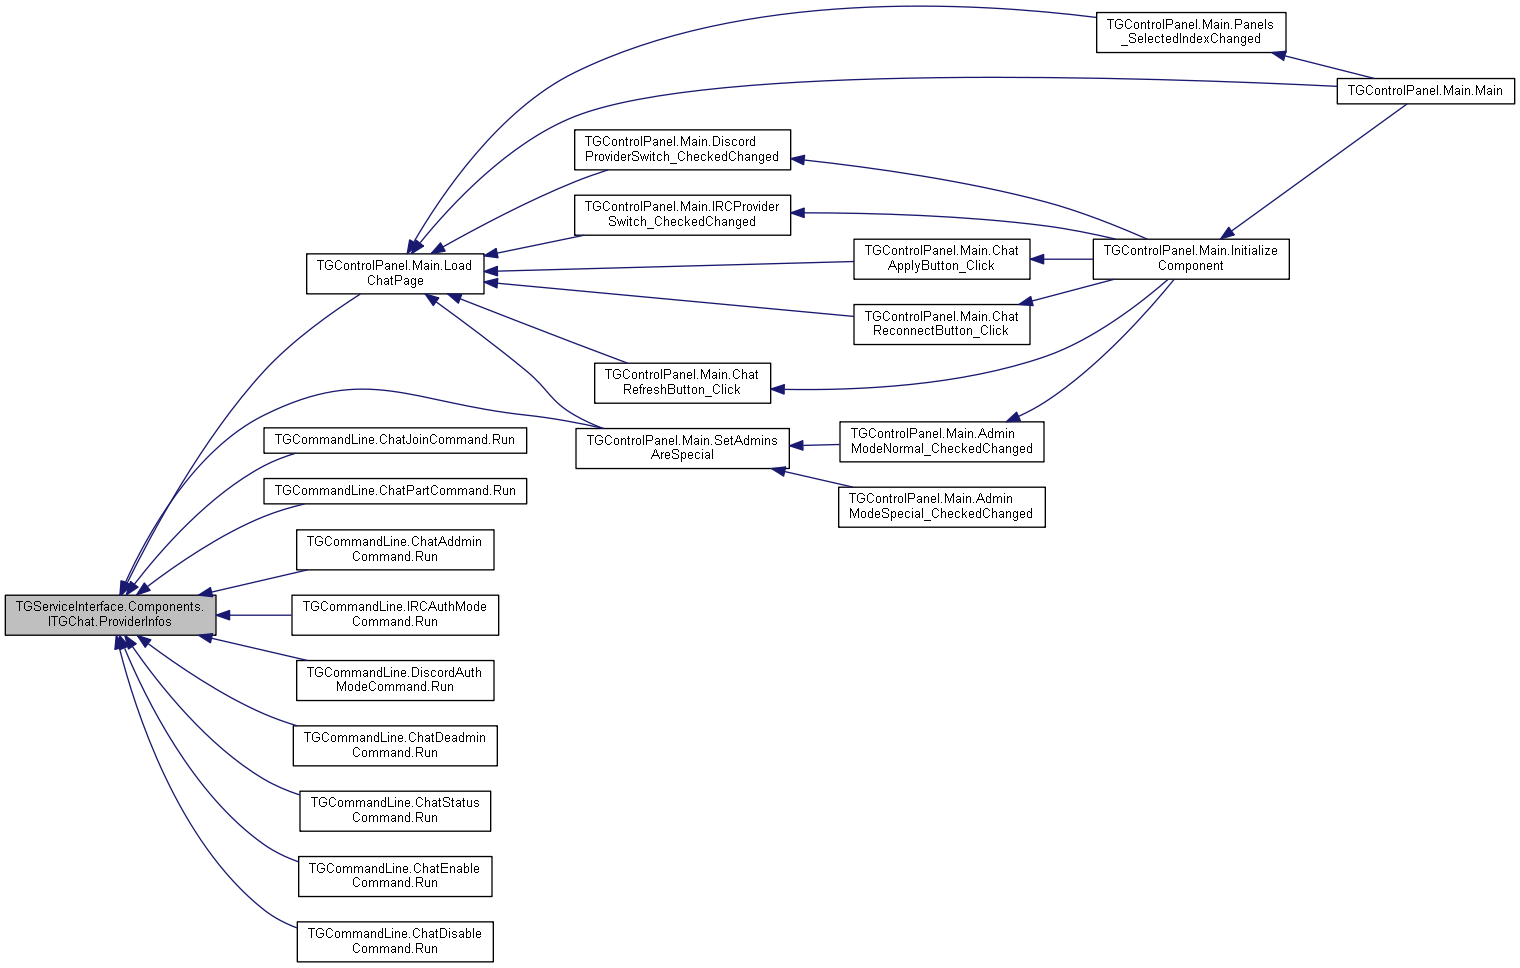 TGControlPanel.Main.Panels
_SelectedIndexChanged
TGControlPanel.Main.Main
TGControlPanel.Main.Discord
ProviderSwitch_CheckedChanged
TGControlPanel.Main.IRCProvider
Switch_CheckedChanged
TGControlPanel.Main.Chat
ApplyButton_Click
TGControlPanel.Main.Initialize
Component
TGControlPanel.Main.Load
ChatPage
TGControlPanel.Main.Chat
ReconnectButton_Click
TGControlPanel.Main.Chat
RefreshButton_Click
TGCommandLine.ChatJoinCommand.Run
TGControlPanel.Main.SetAdmins
AreSpecial
TGControlPanel.Main.Admin
ModeNormal_CheckedChanged
TGCommandLine.ChatPartCommand.Run
TGControlPanel.Main.Admin
ModeSpecial_CheckedChanged
TGCommandLine.ChatAddmin
Command.Run
TGServiceInterface.Components.
ITGChat.ProviderInfos
TGCommandLine.IRCAuthMode
Command.Run
TGCommandLine.DiscordAuth
ModeCommand.Run
TGCommandLine.ChatDeadmin
Command.Run
TGCommandLine.ChatStatus
Command.Run
TGCommandLine.ChatEnable
Command.Run
TGCommandLine.ChatDisable
Command.Run